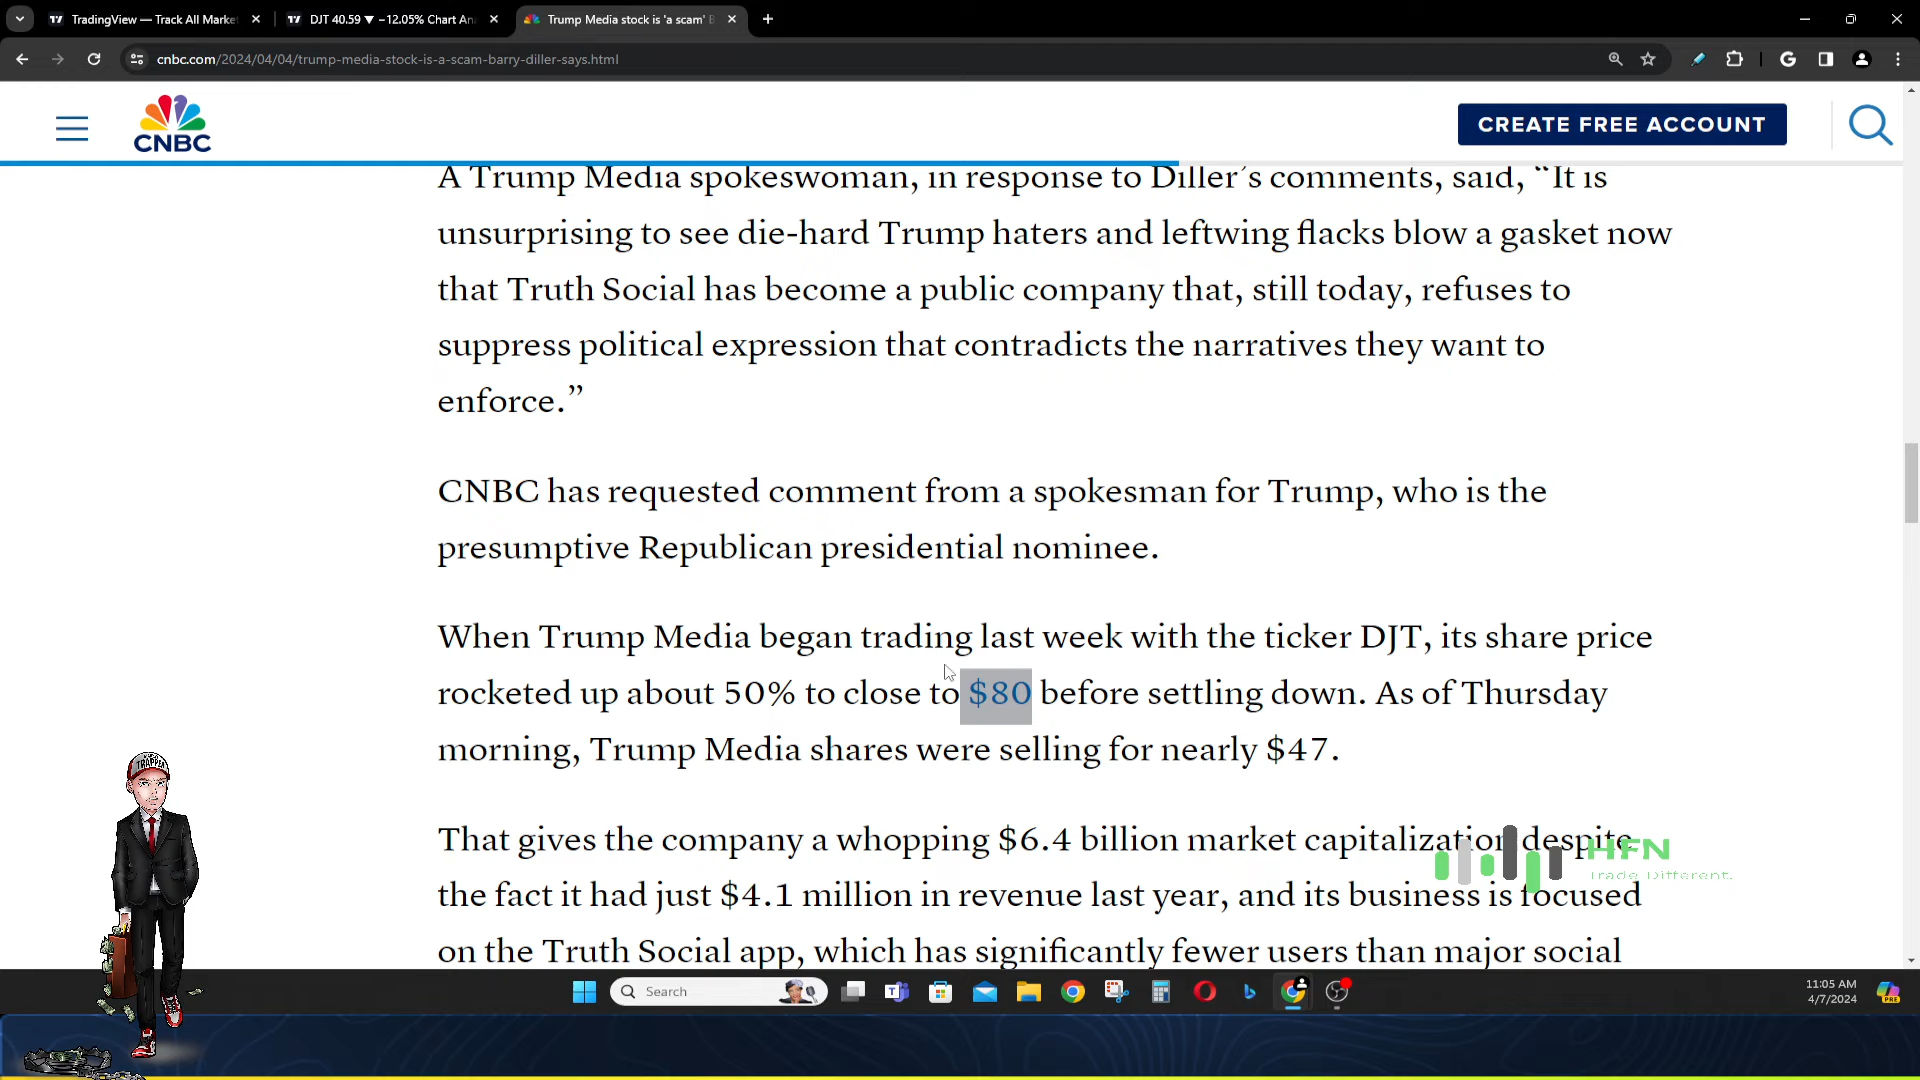 TradingView — Track All Marke
DJT 40.59 ▼ −12.05% Chart An
Trump Media stock is 'a scam' B
cnbc.com/2024/04/04/trump-media-stock-is-a-scam-barry-diller-says.html
CNBC
CREATE FREE ACCOUNT
A Trump Media spokeswoman, in response to Diller’s comments, said, “It is
unsurprising to see die-hard Trump haters and leftwing flacks blow a gasket now
that Truth Social has become a public company that, still today, refuses to
suppress political expression that contradicts the narratives they want to
enforce.”
CNBC has requested comment from a spokesman for Trump, who is the
presumptive Republican presidential nominee.
When Trump Media began trading last week with the ticker DJT, its share price
rocketed up about 50% to close to $80 before settling down. As of Thursday
morning, Trump Media shares were selling for nearly $47.
That gives the company a whopping $6.4 billion market capitalization despite
the fact it had just $4.1 million in revenue last year, and its business is focused
on the Truth Social app, which has significantly fewer users than major social
HFN
Trade Different.
TRAPPER
Search
11:05 AM
4/7/2024
PRE